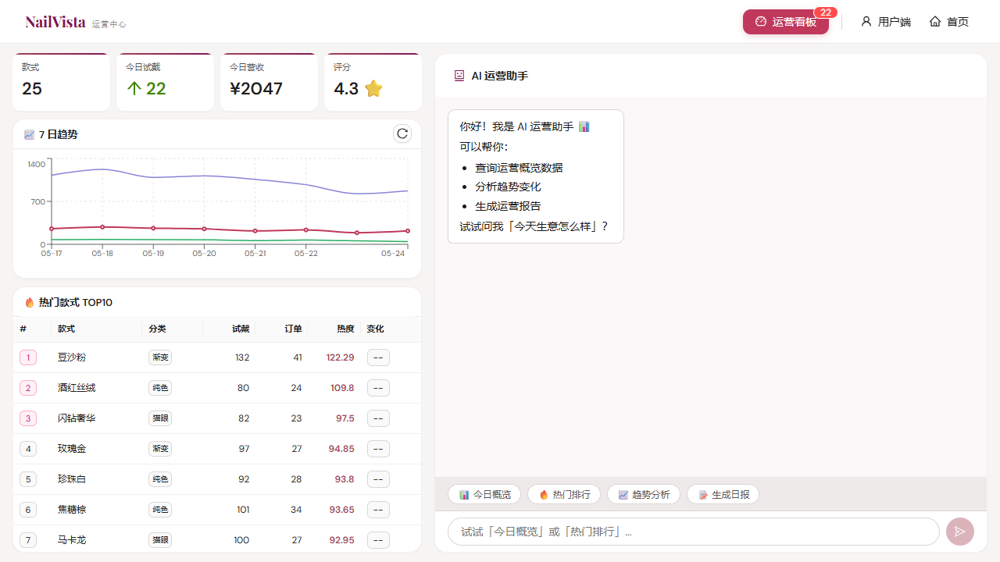 NailVista 运营中心
运营看板 22
用户端
首页
款式
25
今日试戴
22
今日营收
¥2047
评分
4.3
7 日趋势
1400
700
0
05-17 05-18 05-19 05-20 05-21 05-22 05-24
热门款式 TOP10
# 款式 分类 试戴 订单 热度 变化
1 豆沙粉 渐变 132 41 122.29 --
2 酒红丝绒 纯色 80 24 109.8 --
3 闪钻奢华 猫眼 82 23 97.5 --
4 玫瑰金 渐变 97 27 94.85 --
5 珍珠白 纯色 92 28 93.8 --
6 焦糖棕 纯色 101 34 93.65 --
7 马卡龙 猫眼 100 27 92.95 --
AI 运营助手
你好！我是 AI 运营助手
可以帮你：
• 查询运营概览数据
• 分析趋势变化
• 生成运营报告
试试问我「今天生意怎么样」？
今日概览
热门排行
趋势分析
生成日报
试试「今日概览」或「热门排行」...